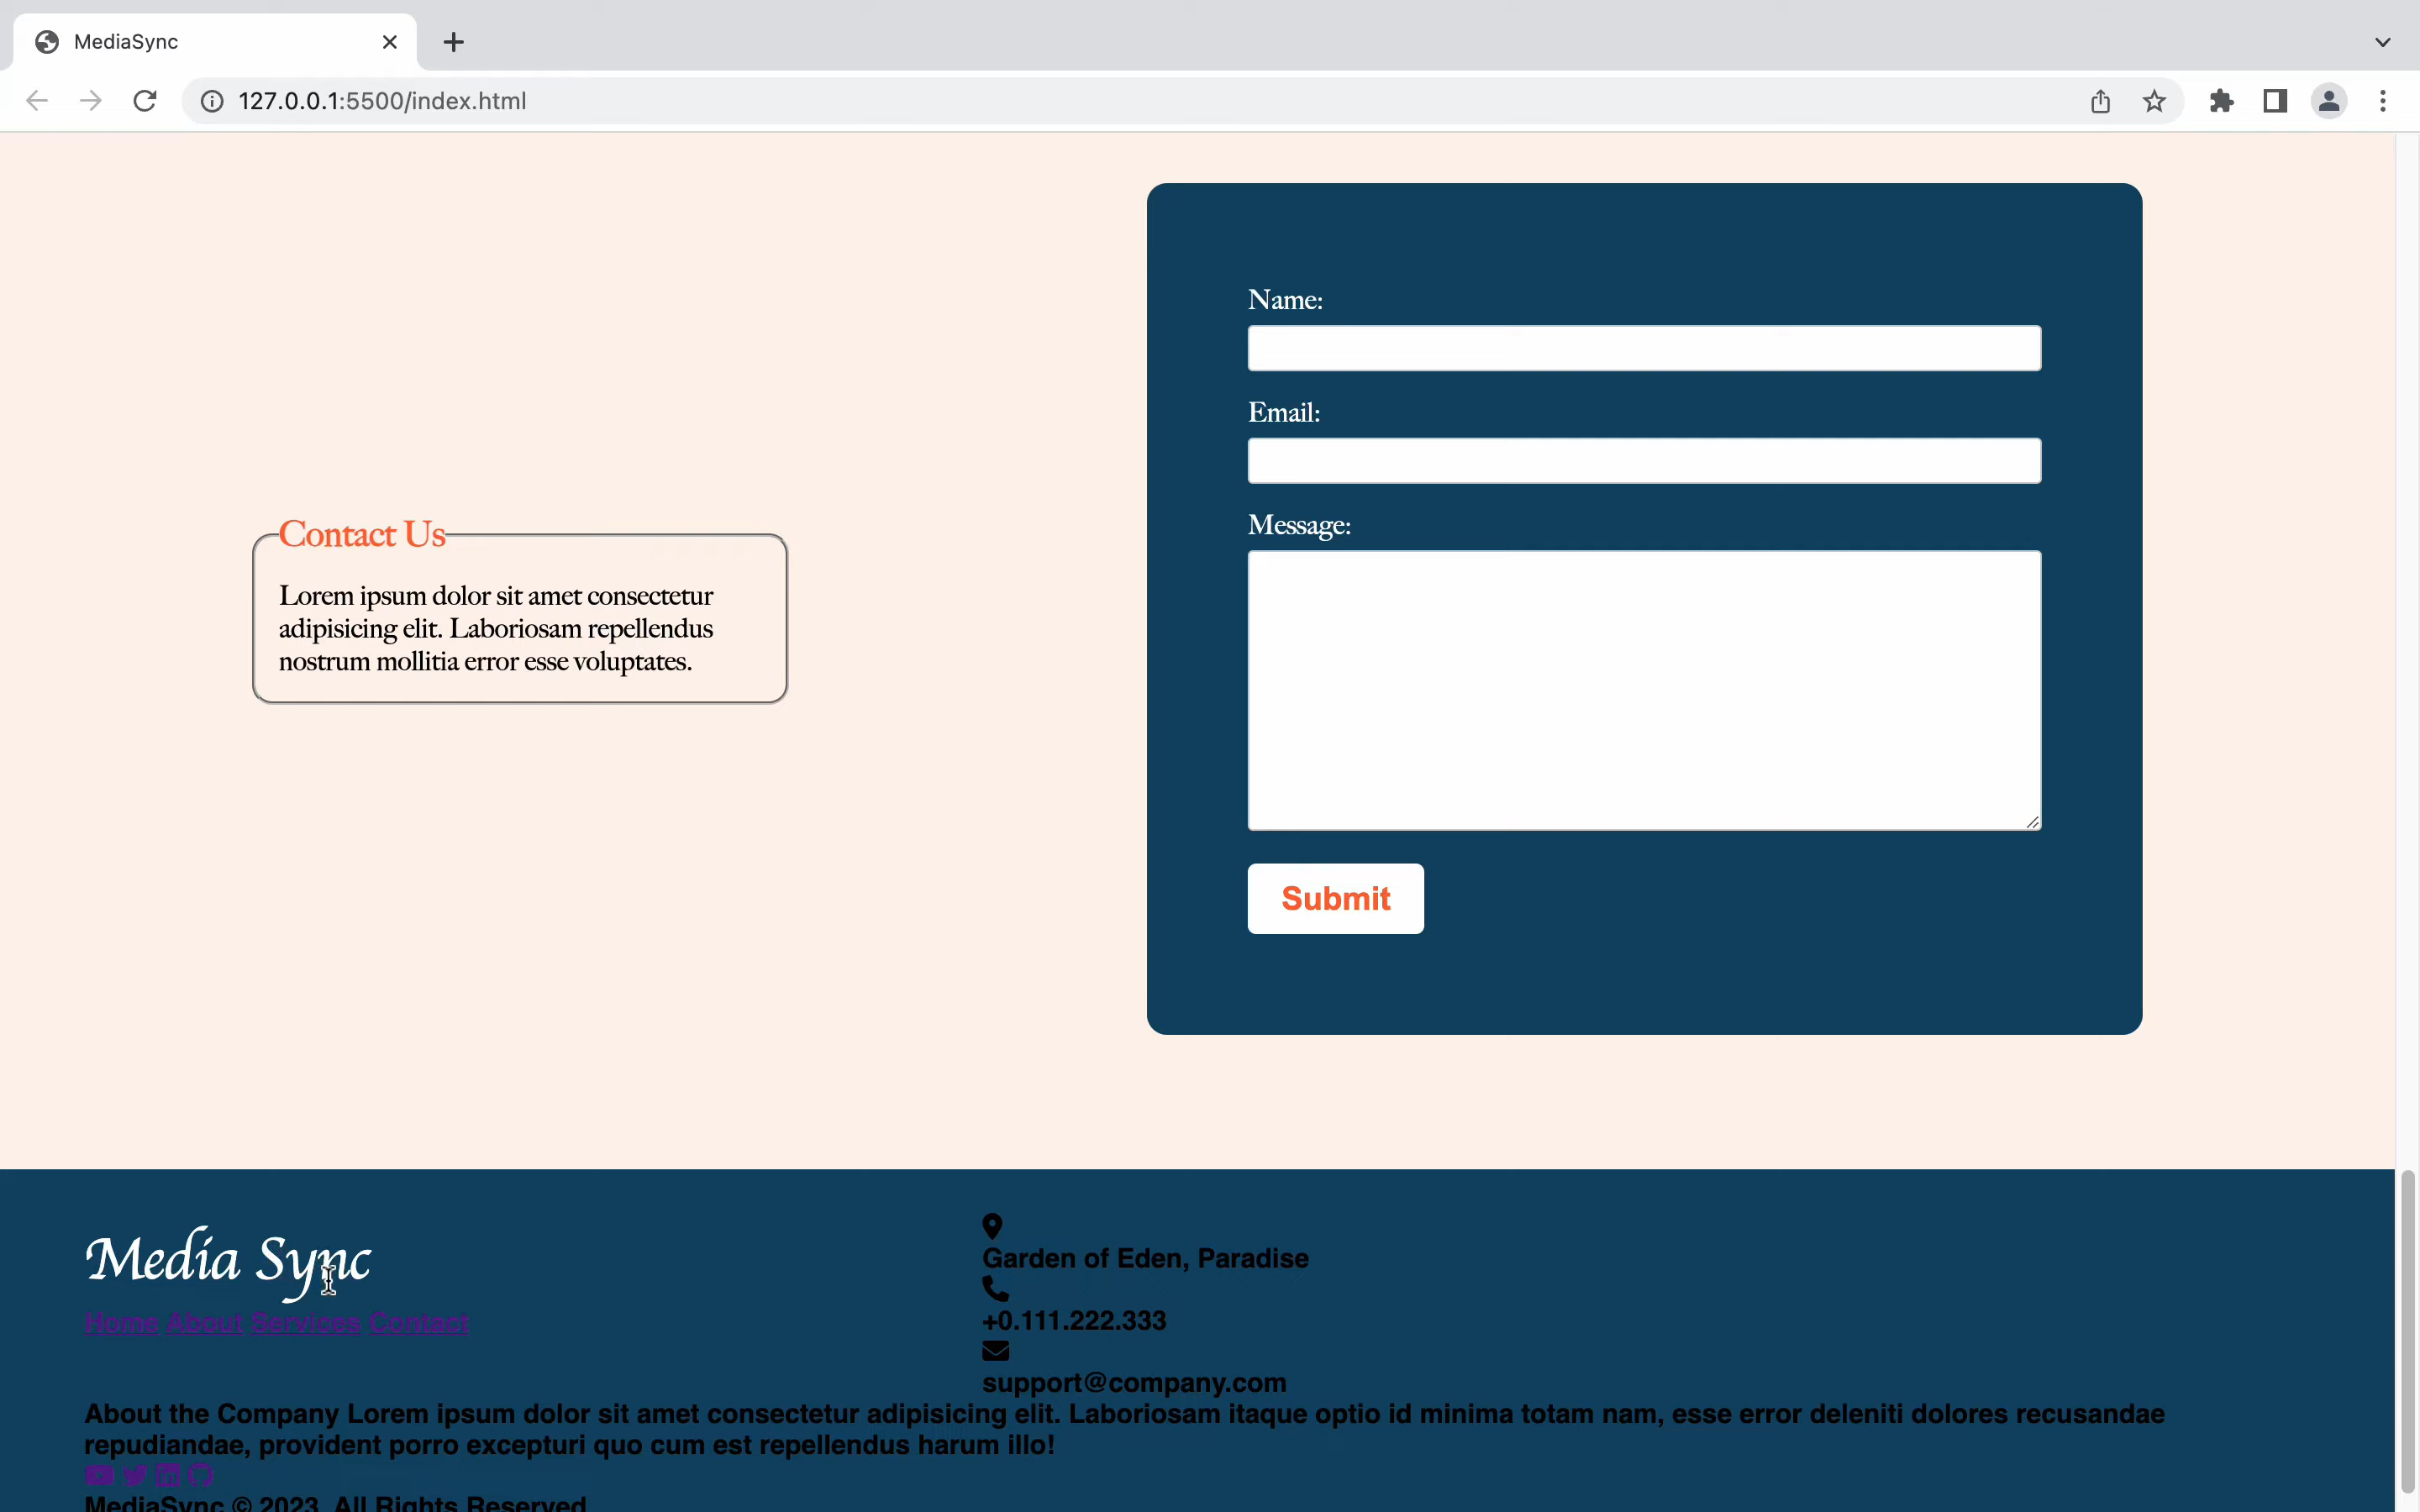 MediaSync
127.0.0.1:5500/index.html
Name:
Email:
Message:
Submit
Contact Us
Lorem ipsum dolor sit amet consectetur
adipisicing elit. Laboriosam repellendus
nostrum mollitia error esse voluptates.
Media Sync
Home About Services Contact
Garden of Eden, Paradise
+0.111.222.333
support@company.com
About the Company Lorem ipsum dolor sit amet consectetur adipisicing elit. Laboriosam itaque optio id minima totam nam, esse error deleniti dolores recusandae
repudiandae, provident porro excepturi quo cum est repellendus harum illo!
MediaSync © 2023. All Rights Reserved